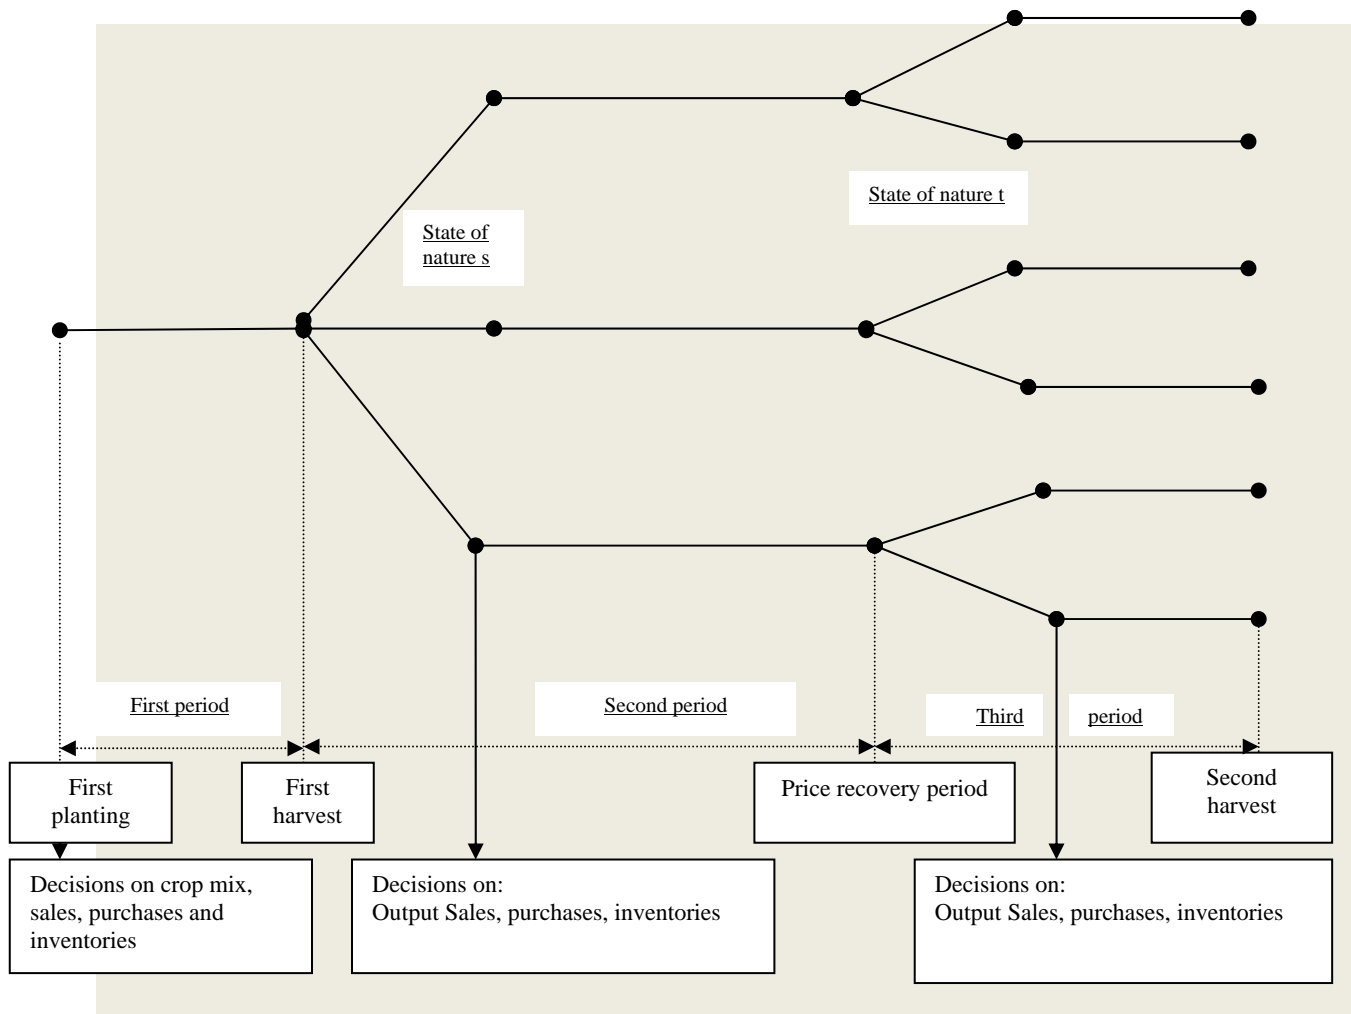 State of nature t
State of
nature s
First period
Second period
Third
period
First
planting
First
harvest
Price recovery period
Second
harvest
Decisions on crop mix,
sales, purchases and
inventories
Decisions on:
Output Sales, purchases, inventories
Decisions on:
Output Sales, purchases, inventories